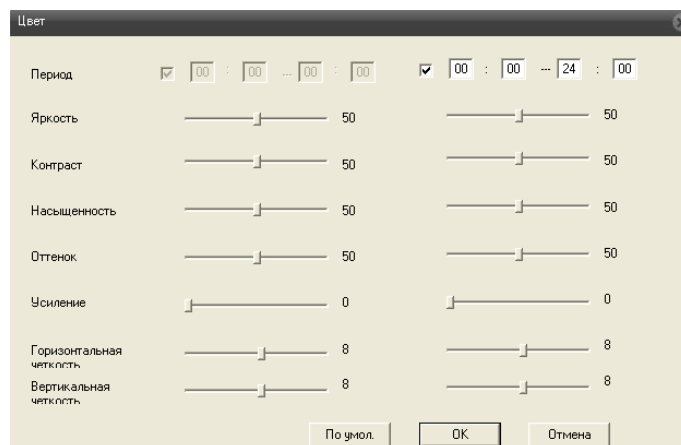 Цвет
Период 00 : 00 ... 00 : 00 00 : 00 --- 24 : 00
Яркость 50 50
Контраст 50 50
Насыщенность 50 50
Оттенок 50 50
Усиление 0 0
Горизонтальная 8 8
четкость
Вертикальная 8 8
четкость
По умол. OK Отмена